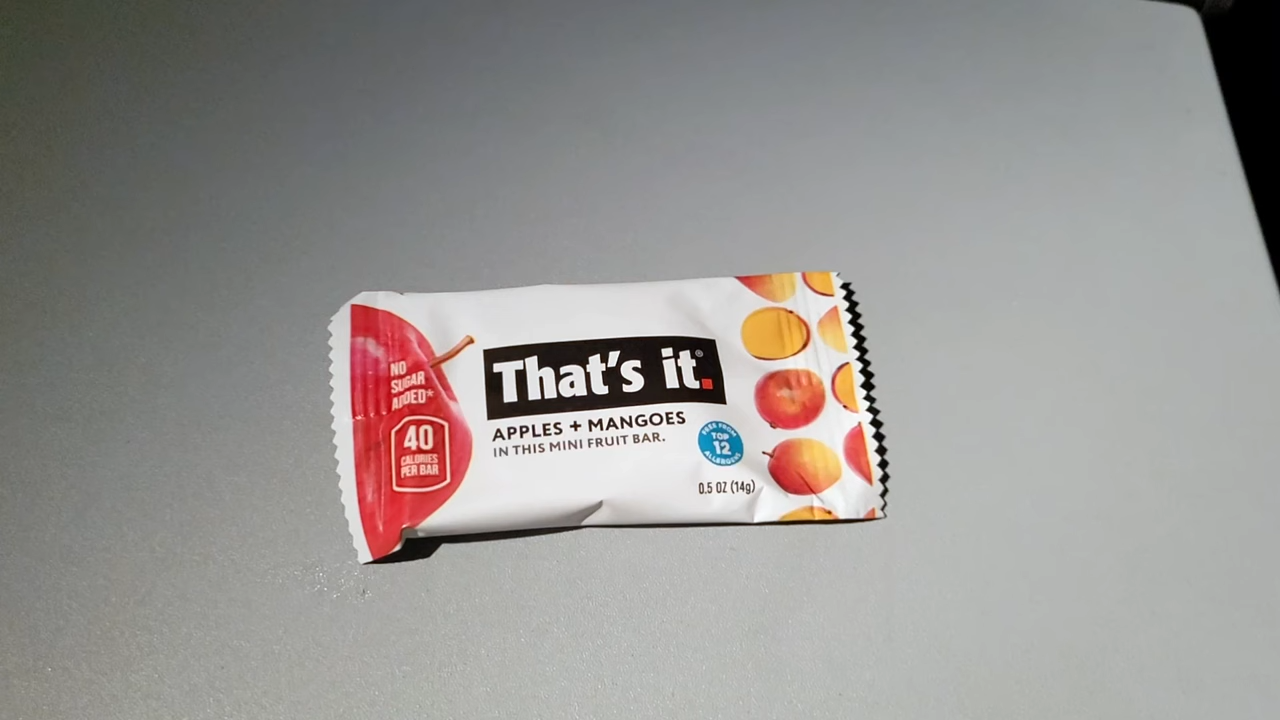 NO
SUGAR
ADDED*
40
CALORIES
PER BAR
That's it.®
APPLES + MANGOES
IN THIS MINI FRUIT BAR.
FREE FROM
TOP
12
ALLERGENS
0.5 OZ (14g)